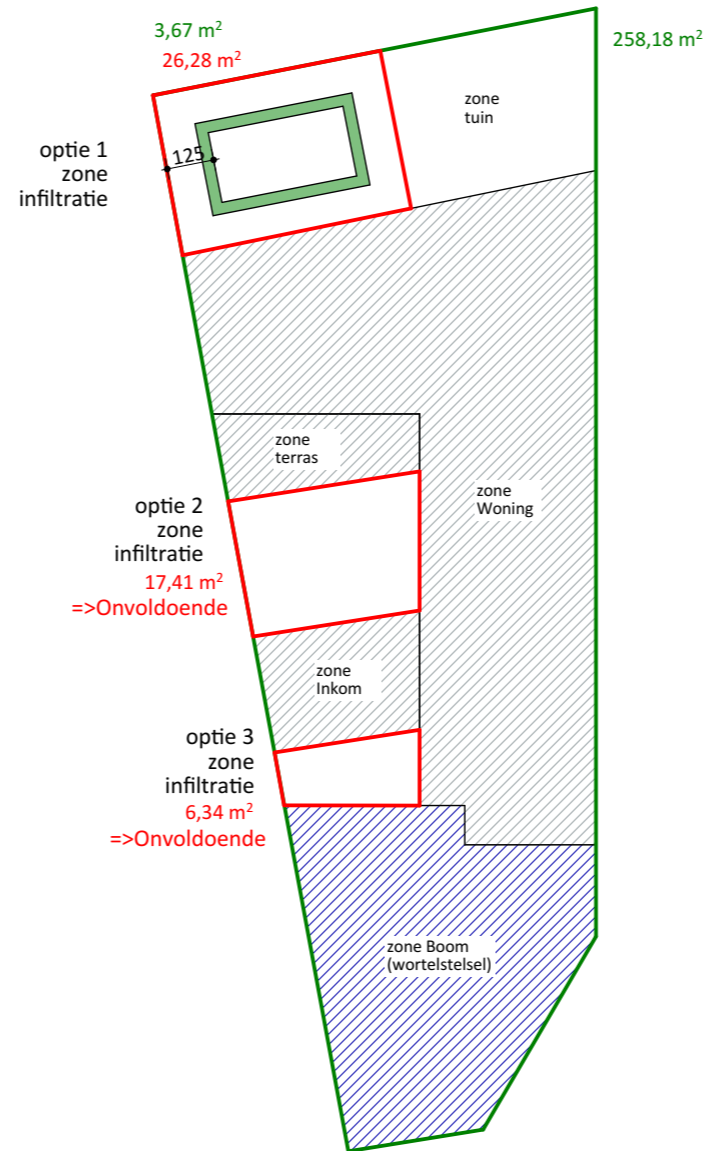 3,67 m²
26,28 m²
258,18 m²
zone
tuin
optie 1
zone
infiltratie
125
zone
terras
optie 2
zone
infiltratie
17,41 m²
=>Onvoldoende
zone
Woning
zone
Inkom
optie 3
zone
infiltratie
6,34 m²
=>Onvoldoende
zone Boom
(wortelstelsel)